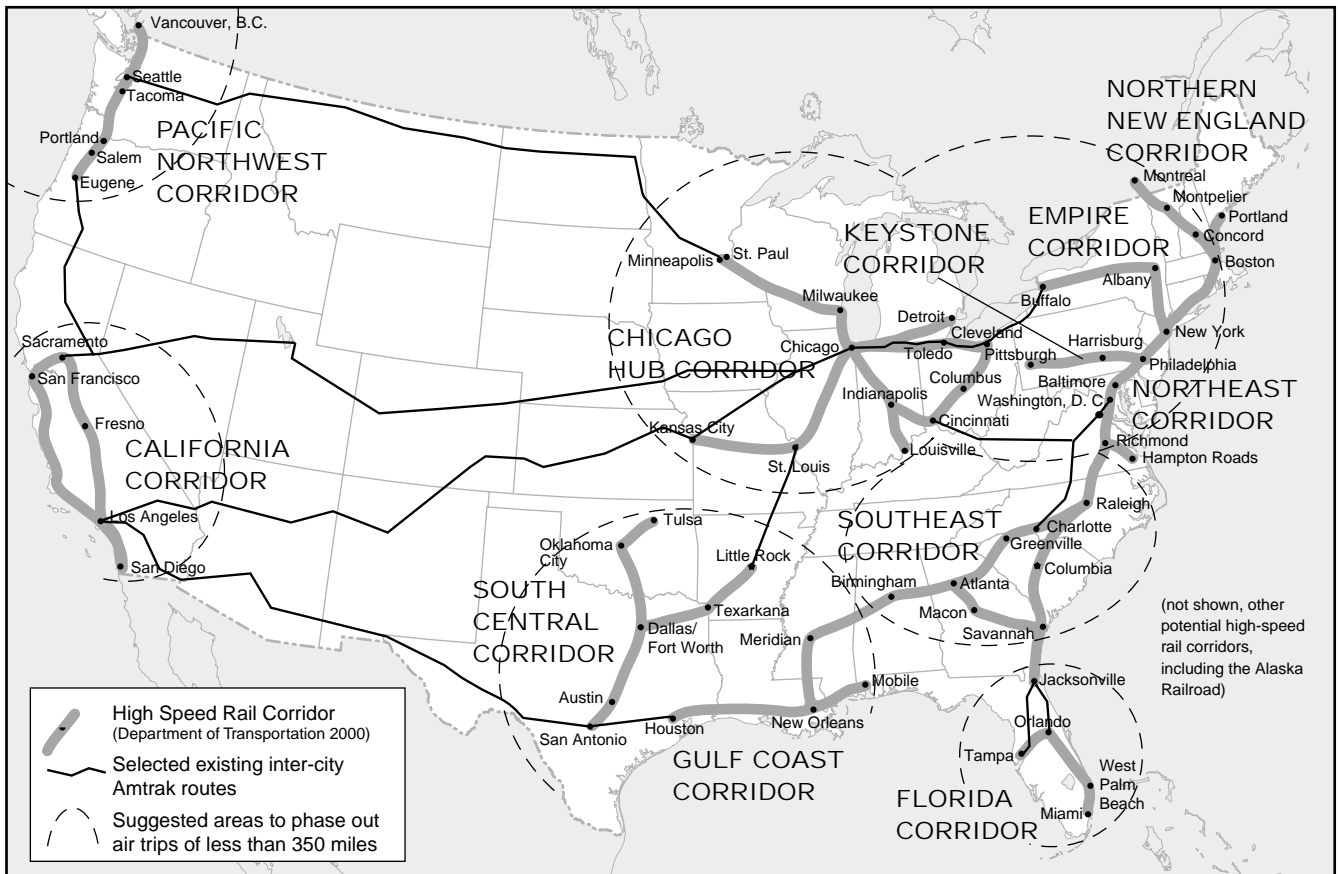 Vancouver, B.C.
Seattle
Tacoma
Portland
Salem
Eugene
PACIFIC
NORTHWEST
CORRIDOR
Sacramento
San Francisco
Fresno
CALIFORNIA
CORRIDOR
Los Angeles
San Diego
Minneapolis
St. Paul
Milwaukee
Chicago
CHICAGO
HUB CORRIDOR
Detroit
Toledo
Cleveland
Indianapolis
Columbus
Cincinnati
Louisville
Kansas City
St. Louis
KEYSTONE
CORRIDOR
Pittsburgh
Harrisburg
Philadelphia
EMPIRE
CORRIDOR
Buffalo
Albany
New York
NORTHERN
NEW ENGLAND
CORRIDOR
Montreal
Montpelier
Portland
Concord
Boston
Baltimore
Washington, D. C.
NORTHEAST
CORRIDOR
Richmond
Hampton Roads
Raleigh
Charlotte
Greenville
Columbia
SOUTHEAST
CORRIDOR
Birmingham
Atlanta
Macon
Savannah
Tulsa
Oklahoma
City
Little Rock
Texarkana
SOUTH
CENTRAL
CORRIDOR
Dallas/
Fort Worth
Austin
San Antonio
Houston
Meridian
Mobile
New Orleans
GULF COAST
CORRIDOR
Jacksonville
Orlando
Tampa
West
Palm
Beach
Miami
FLORIDA
CORRIDOR
(not shown, other
potential high-speed
rail corridors,
including the Alaska
Railroad)
High Speed Rail Corridor
(Department of Transportation 2000)
Selected existing inter-city
Amtrak routes
Suggested areas to phase out
air trips of less than 350 miles